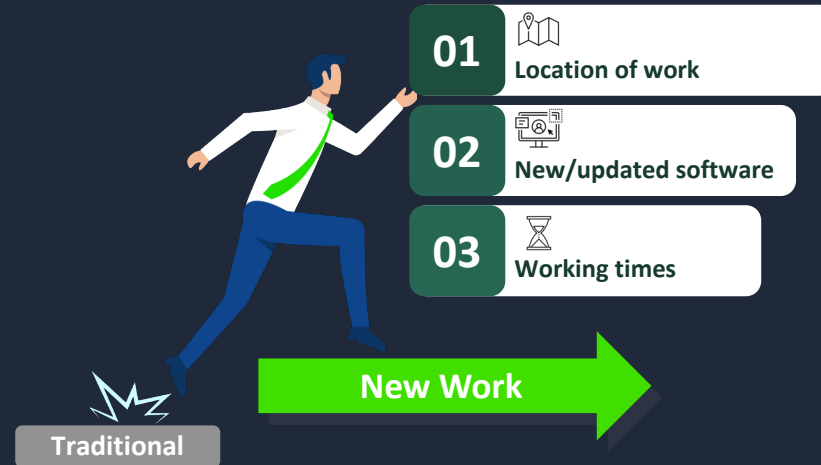 01
Location of work
02
New/updated software
03
Working times
New Work
Traditional